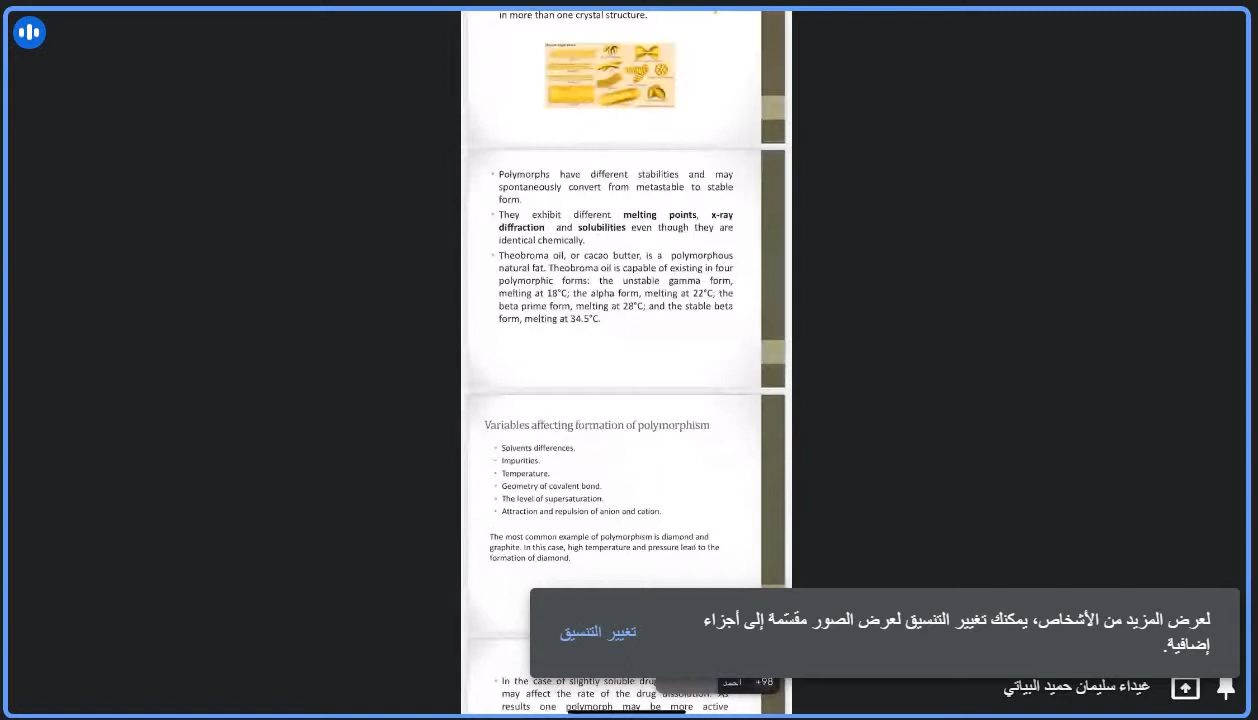 in more than one crystal structure.
• Polymorphs have different stabilities and may
spontaneously convert from metastable to stable
form.
• They exhibit different melting points, x-ray
diffraction and solubilities even though they are
identical chemically.
• Theobroma oil, or cacao butter, is a polymorphous
natural fat. Theobroma oil is capable of existing in four
polymorphic forms: the unstable gamma form,
melting at 18°C; the alpha form, melting at 22°C; the
beta prime form, melting at 28°C; and the stable beta
form, melting at 34.5°C.
Variables affecting formation of polymorphism
• Solvents differences.
• Impurities.
• Temperature.
• Geometry of covalent bond.
• The level of supersaturation.
• Attraction and repulsion of anion and cation.
The most common example of polymorphism is diamond and
graphite. In this case, high temperature and pressure lead to the
formation of diamond.
لعرض المزيد من الأشخاص، يمكنك تغيير التنسيق لعرض الصور مقسّمة إلى أجزاء
إضافية.
تغيير التنسيق
• In the case of slightly soluble
may affect the rate of the drug dissolution. As
results one polymorph may be more active
احمد +98
غيداء سليمان حميد البياتي